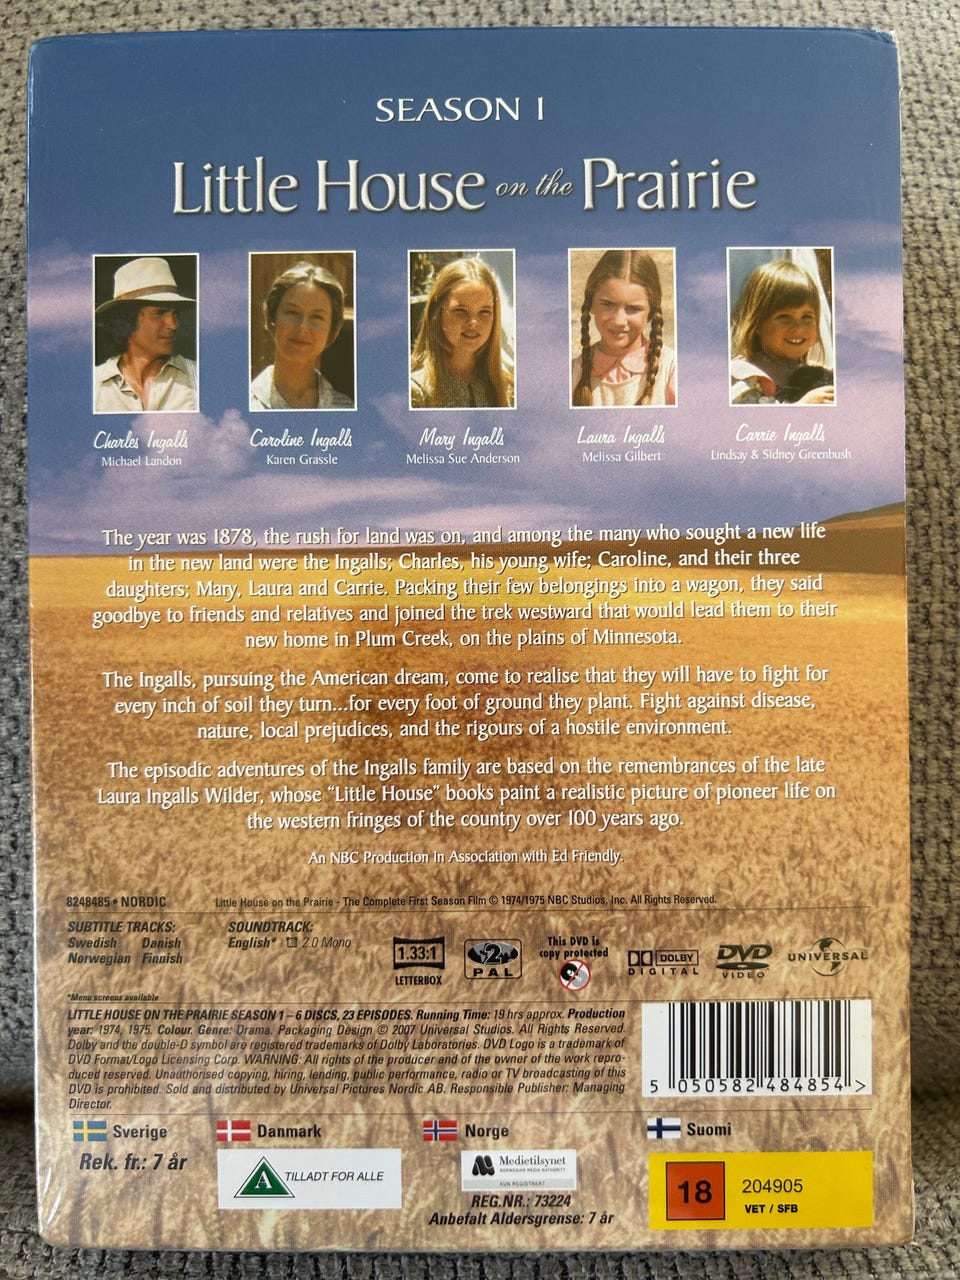 SEASON 1
Little House on the Prairie
Charles Ingalls
Michael Landon
Caroline Ingalls
Karen Grassle
Mary Ingalls
Melissa Sue Anderson
Laura Ingalls
Melissa Gilbert
Carrie Ingalls
Lindsay & Sidney Greenbush
The year was 1878, the rush for land was on, and among the many who sought a new life
in the new land were the Ingalls; Charles, his young wife; Caroline, and their three
daughters; Mary, Laura and Carrie. Packing their few belongings into a wagon, they said
goodbye to friends and relatives and joined the trek westward that would lead them to their
new home in Plum Creek, on the plains of Minnesota.
The Ingalls, pursuing the American dream, come to realise that they will have to fight for
every inch of soil they turn...for every foot of ground they plant. Fight against disease,
nature, local prejudices, and the rigours of a hostile environment.
The episodic adventures of the Ingalls family are based on the remembrances of the late
Laura Ingalls Wilder, whose "Little House" books paint a realistic picture of pioneer life on
the western fringes of the country over 100 years ago.
An NBC Production in Association with Ed Friendly.
8248485 • NORDIC
Little House on the Prairie - The Complete First Season Film © 1974/1975 NBC Studios, Inc. All Rights Reserved.
SUBTITLE TRACKS:
Swedish Danish
Norwegian Finnish
SOUNDTRACK:
English* 2.0 Mono
1.33:1
LETTERBOX
2
PAL
This DVD is
copy protected
DOLBY
DIGITAL
DVD
VIDEO
UNIVERSAL
*Menu screens available
LITTLE HOUSE ON THE PRAIRIE SEASON 1 – 6 DISCS, 23 EPISODES. Running Time: 19 hrs approx. Production
year: 1974, 1975. Colour. Genre: Drama. Packaging Design © 2007 Universal Studios. All Rights Reserved.
Dolby and the double-D symbol are registered trademarks of Dolby Laboratories. DVD Logo is a trademark of
DVD Format/Logo Licensing Corp. WARNING: All rights of the producer and of the owner of the work repro-
duced reserved. Unauthorised copying, hiring, lending, public performance, radio or TV broadcasting of this
DVD is prohibited. Sold and distributed by Universal Pictures Nordic AB. Responsible Publisher: Managing
Director.
5 050582 484854 >
Sverige
Rek. fr.: 7 år
Danmark
A TILLADT FOR ALLE
Norge
Medietilsynet
NORWEGIAN MEDIA AUTHORITY
KUN REGISTRERT
REG.NR.: 73224
Anbefalt Aldersgrense: 7 år
Suomi
18
204905
VET / SFB